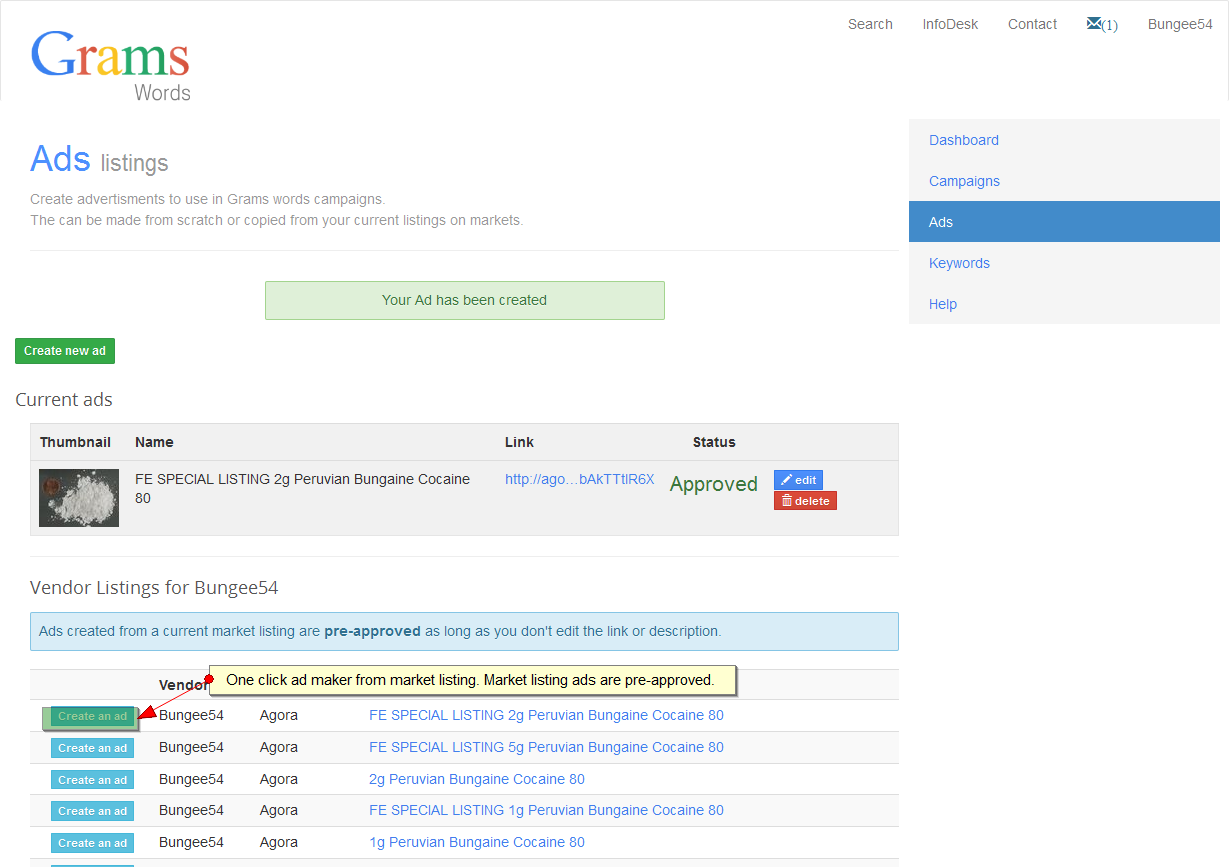 Search InfoDesk Contact (1) Bungee54
Grams
Words
Dashboard
Campaigns
Ads
Keywords
Help
Ads listings
Create advertisments to use in Grams words campaigns.
The can be made from scratch or copied from your current listings on markets.
Your Ad has been created
Create new ad
Current ads
Thumbnail Name Link Status
FE SPECIAL LISTING 2g Peruvian Bungaine Cocaine
80
http://ago…bAkTTtIR6X
Approved
edit
delete
Vendor Listings for Bungee54
Ads created from a current market listing are pre-approved as long as you don't edit the link or description.
Vendor
One click ad maker from market listing. Market listing ads are pre-approved.
Create an ad Bungee54 Agora FE SPECIAL LISTING 2g Peruvian Bungaine Cocaine 80
Create an ad Bungee54 Agora FE SPECIAL LISTING 5g Peruvian Bungaine Cocaine 80
Create an ad Bungee54 Agora 2g Peruvian Bungaine Cocaine 80
Create an ad Bungee54 Agora FE SPECIAL LISTING 1g Peruvian Bungaine Cocaine 80
Create an ad Bungee54 Agora 1g Peruvian Bungaine Cocaine 80